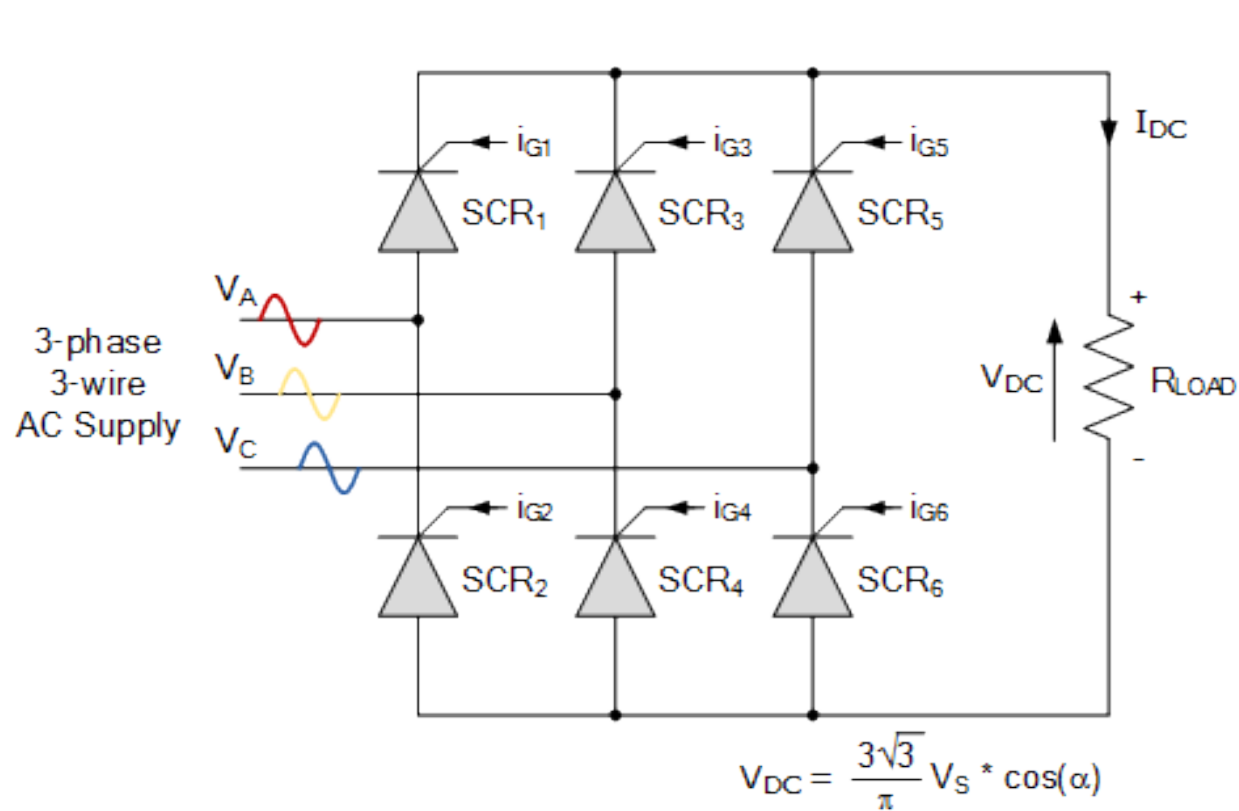 iG1
iG3
iG5
IDC
SCR1
SCR3
SCR5
VA
+
3-phase
3-wire
AC Supply
VB
VDC
RLOAD
VC
-
iG2
iG4
iG6
SCR2
SCR4
SCR6
VDC = 3√3/π VS * cos(α)